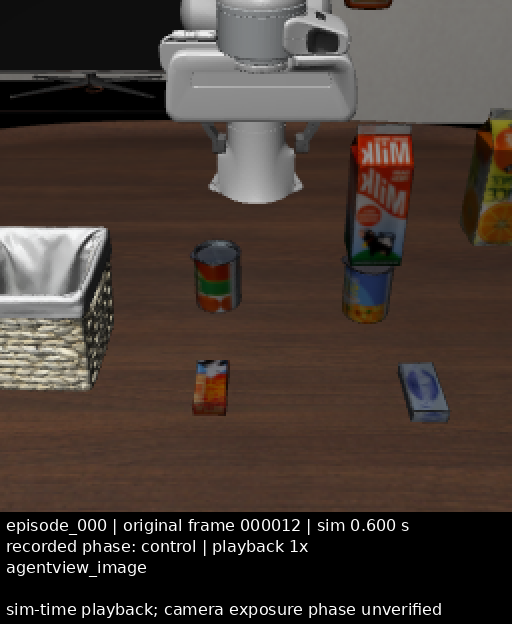 Milk
Milk
episode_000 | original frame 000012 | sim 0.600 s
recorded phase: control | playback 1x
agentview_image
sim-time playback; camera exposure phase unverified